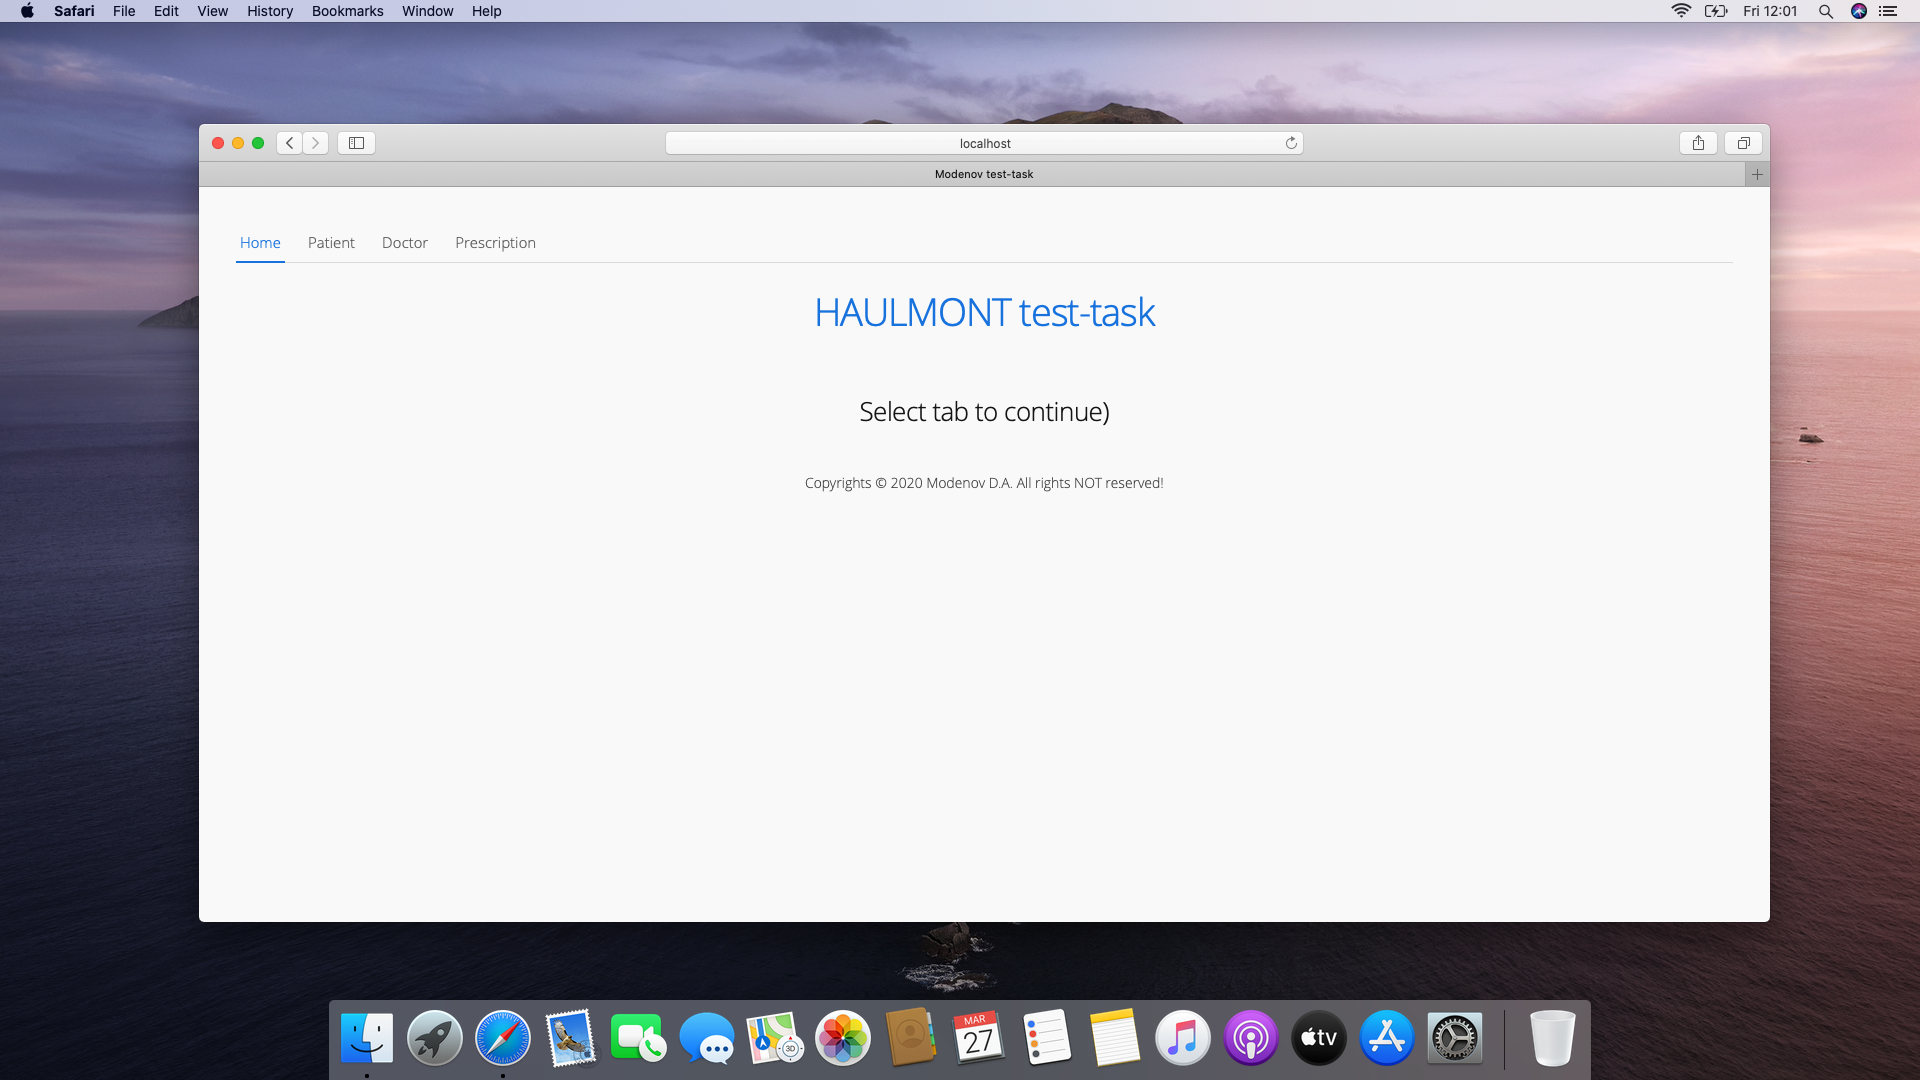 Safari File Edit View History Bookmarks Window Help Fri 12:01
localhost
Modenov test-task
Home Patient Doctor Prescription
HAULMONT test-task
Select tab to continue)
Copyrights © 2020 Modenov D.A. All rights NOT reserved!
MAR
27
3D
tv